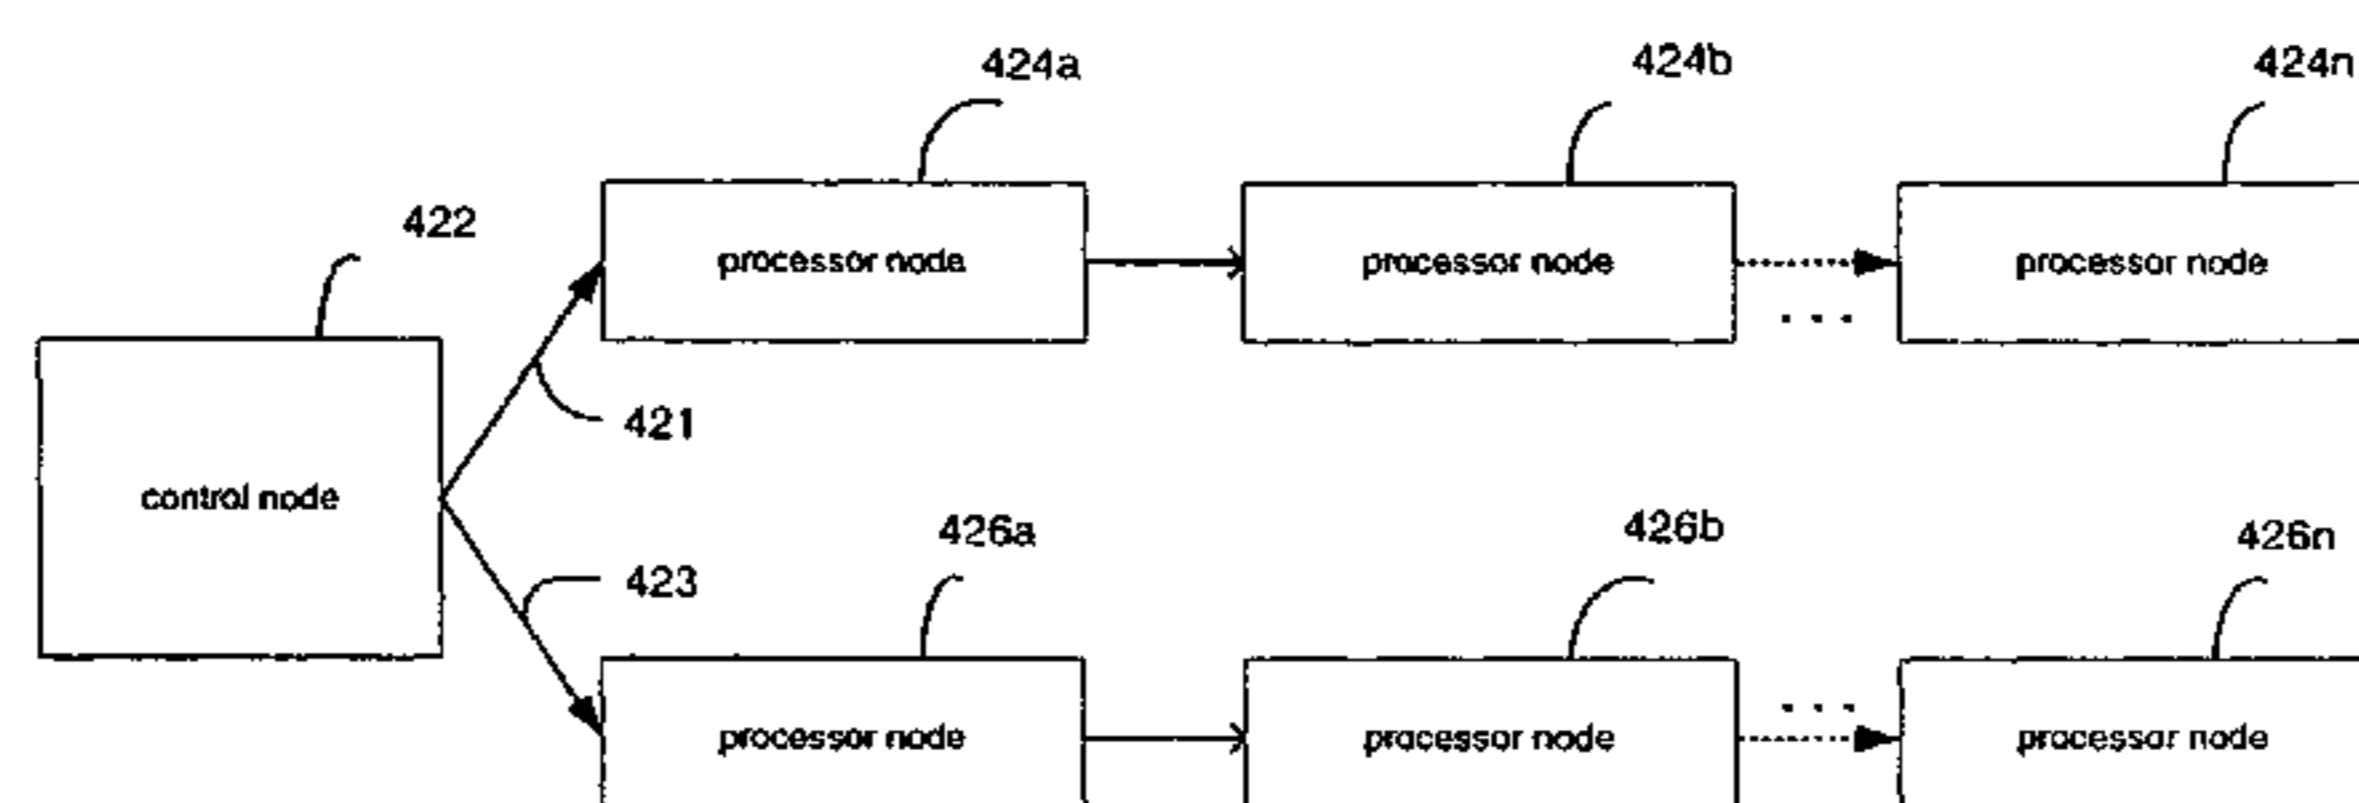 424a
424b
424n
422
processor node
processor node
processor node
. . .
421
control node
426a
426b
426n
423
. . .
processor node
processor node
processor node